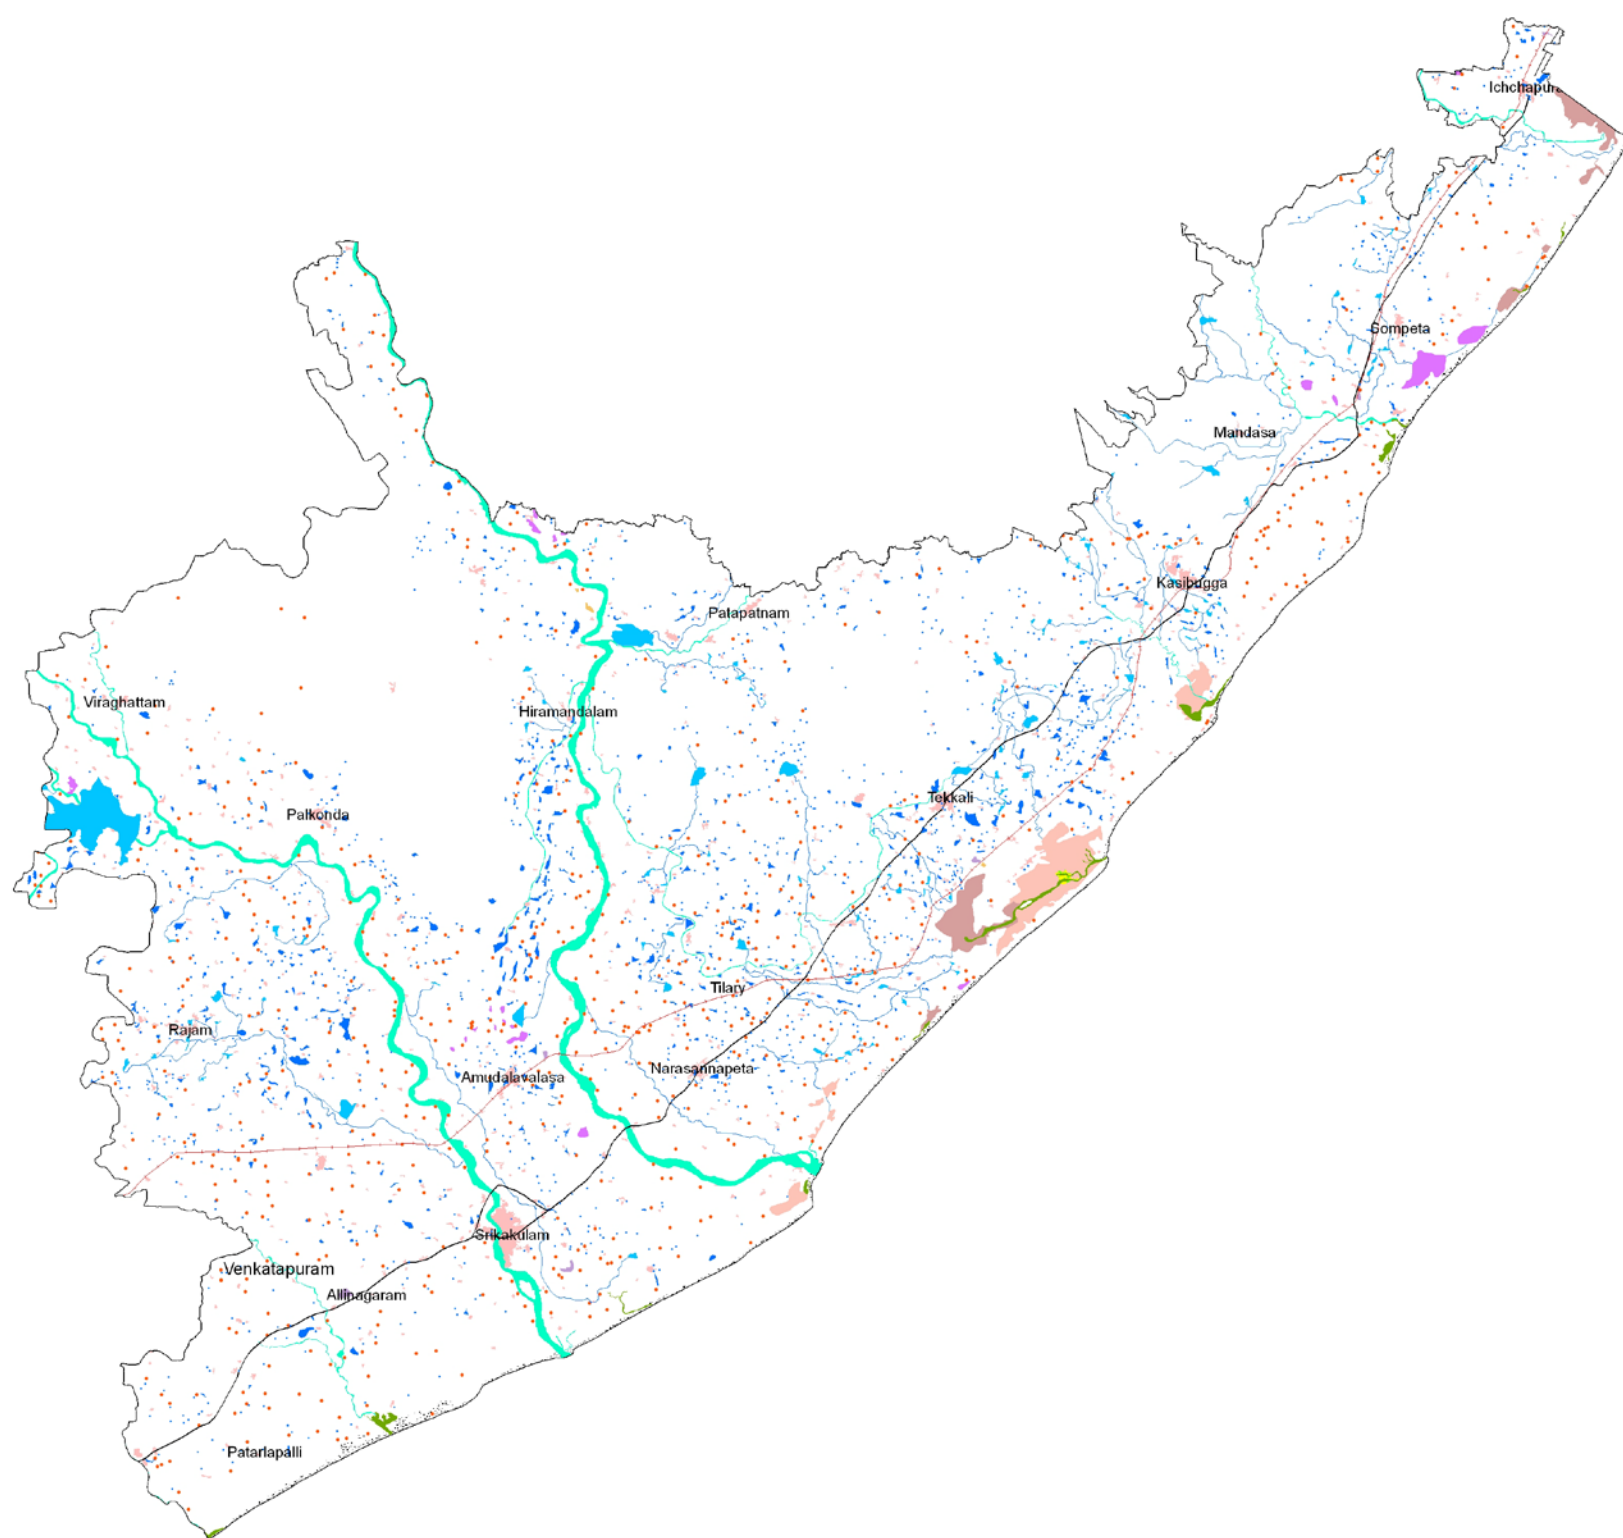 Ichchapura
Sompeta
Mandasa
Kasibugga
Patapatnam
Viraghattam
Hiramandalam
Tekkali
Palkonda
Tilary
Rajam
Narasannapeta
Amudalavalasa
Srikakulam
Venkatapuram
Allinagaram
Patarlapalli